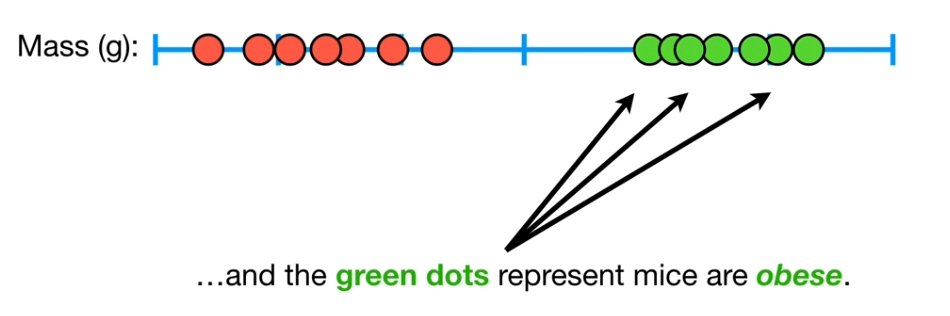 Mass (g):
...and the green dots represent mice are obese.